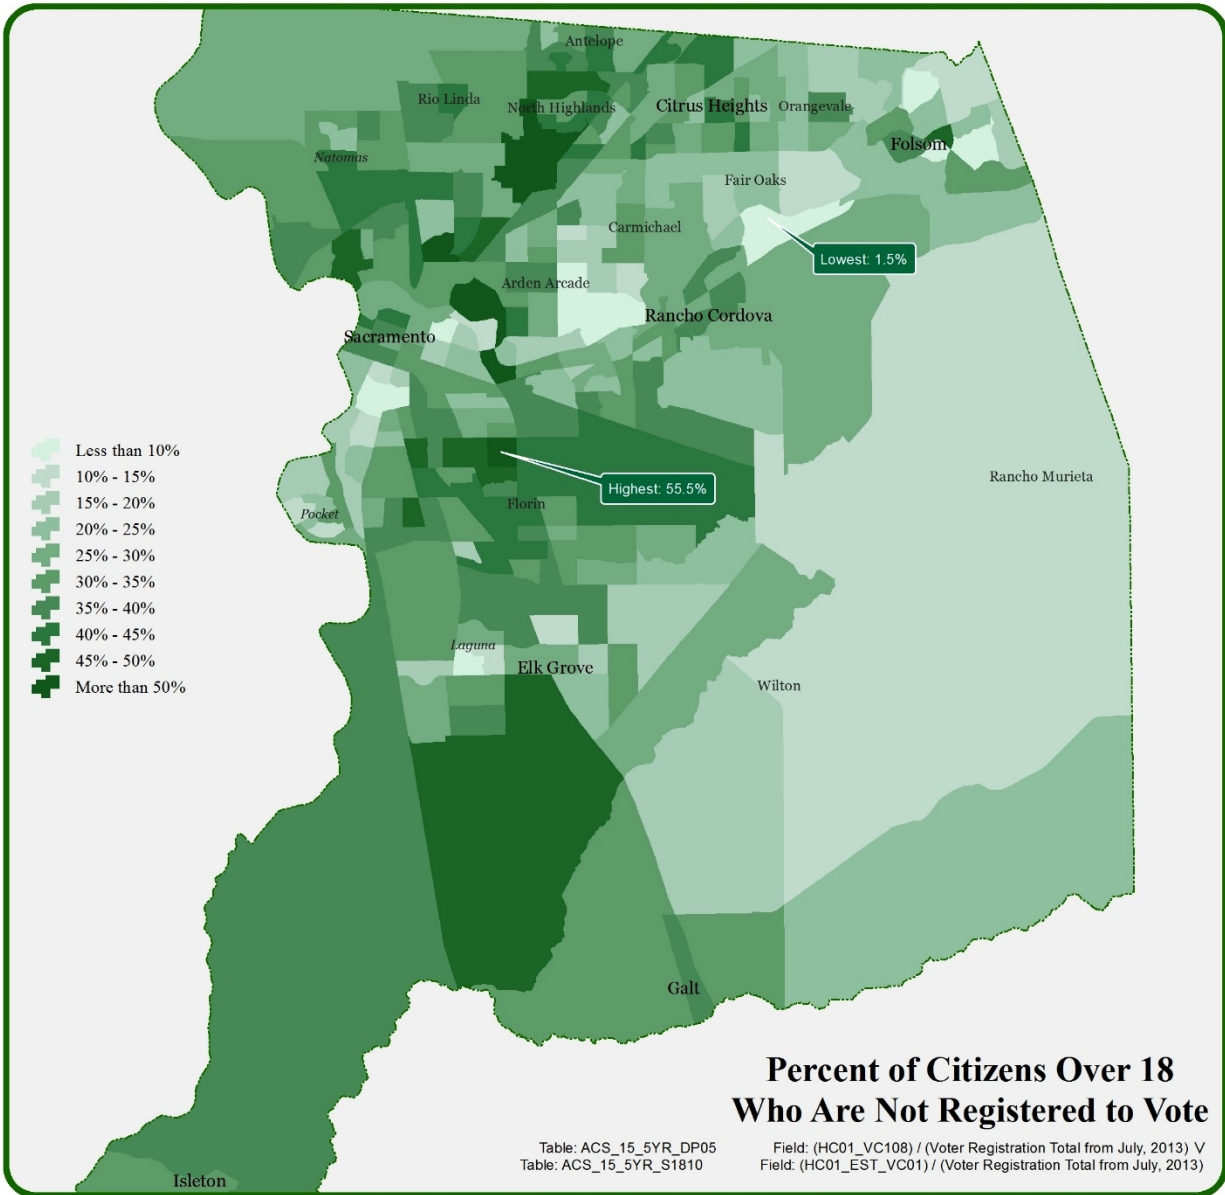 Antelope
Rio Linda
North Highlands
Citrus Heights
Orangevale
Folsom
Natomas
Fair Oaks
Carmichael
Lowest: 1.5%
Arden Arcade
Rancho Cordova
Sacramento
Less than 10%
10% - 15%
15% - 20%
20% - 25%
25% - 30%
30% - 35%
35% - 40%
40% - 45%
45% - 50%
More than 50%
Highest: 55.5%
Rancho Murieta
Florin
Pocket
Laguna
Elk Grove
Wilton
Galt
Isleton
Percent of Citizens Over 18
Who Are Not Registered to Vote
Table: ACS_15_5YR_DP05 Field: (HC01_VC108) / (Voter Registration Total from July, 2013) V
Table: ACS_15_5YR_S1810 Field: (HC01_EST_VC01) / (Voter Registration Total from July, 2013)